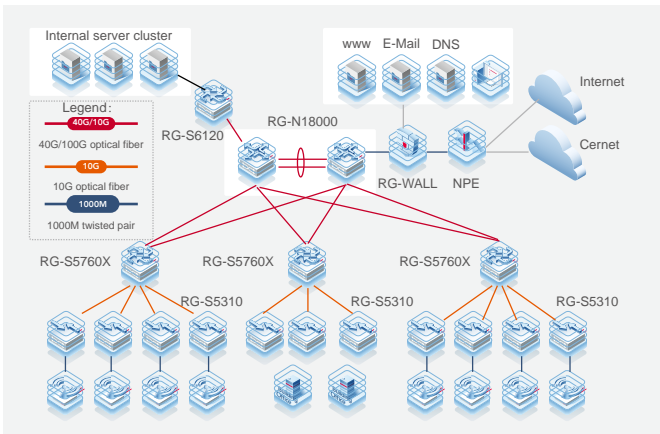 Internal server cluster
www
E-Mail
DNS
Internet
Legend:
40G/10G
40G/100G optical fiber
10G
10G optical fiber
1000M
1000M twisted pair
RG-S6120
RG-N18000
RG-WALL
NPE
Cernet
RG-S5760X
RG-S5760X
RG-S5760X
RG-S5310
RG-S5310
RG-S5310